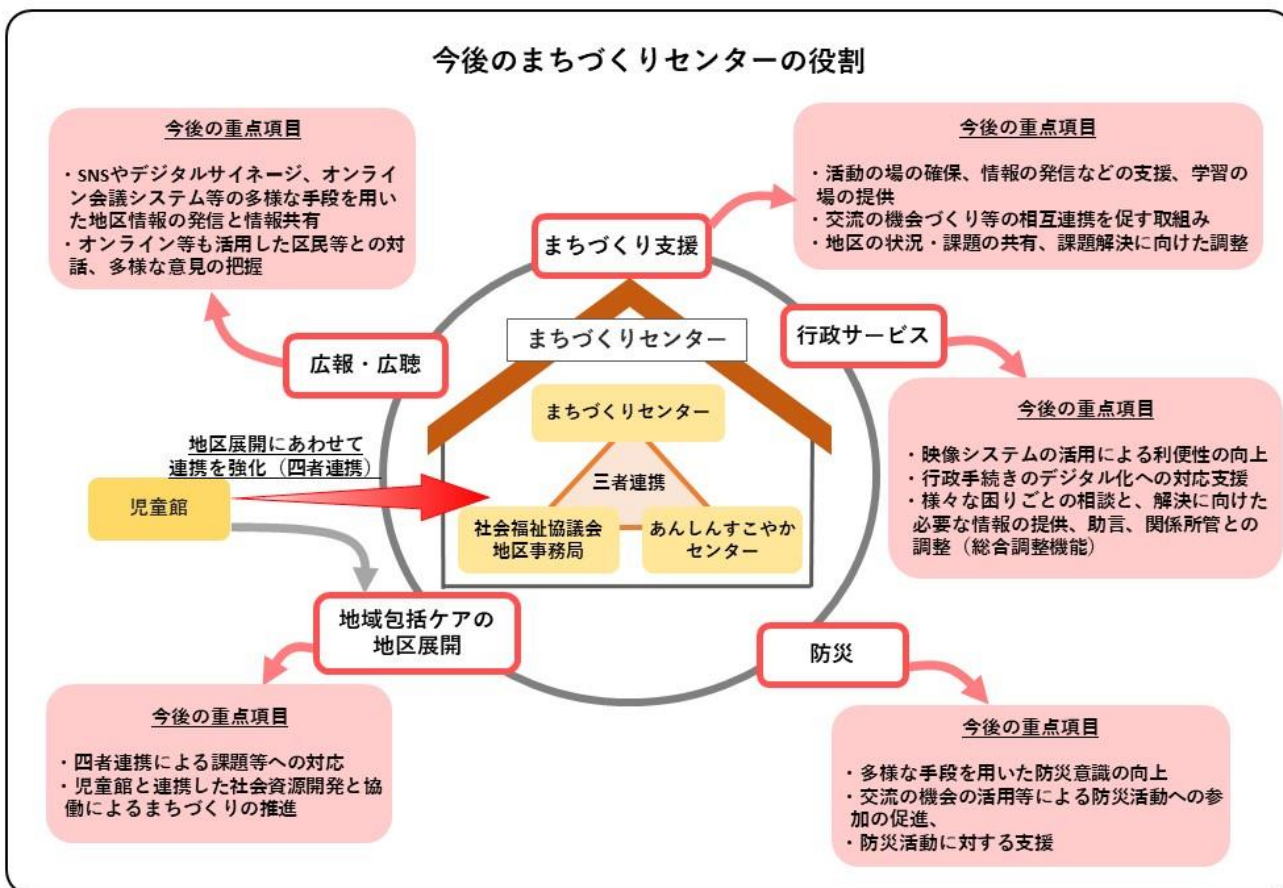 今後のまちづくりセンターの役割
今後の重点項目
・SNSやデジタルサイネージ、オンライ
ン会議システム等の多様な手段を用い
た地区情報の発信と情報共有
・オンライン等も活用した区民等との対
話、多様な意見の把握
今後の重点項目
・活動の場の確保、情報の発信などの支援、学習の
場の提供
・交流の機会づくり等の相互連携を促す取組み
・地区の状況・課題の共有、課題解決に向けた調整
まちづくり支援
広報・広聴
行政サービス
まちづくりセンター
まちづくりセンター
三者連携
社会福祉協議会
地区事務局
あんしんすこやか
センター
地区展開にあわせて
連携を強化（四者連携）
児童館
今後の重点項目
・映像システムの活用による利便性の向上
・行政手続きのデジタル化への対応支援
・様々な困りごとの相談と、解決に向けた
必要な情報の提供、助言、関係所管との
調整（総合調整機能）
地域包括ケアの
地区展開
防災
今後の重点項目
・四者連携による課題等への対応
・児童館と連携した社会資源開発と協
働によるまちづくりの推進
今後の重点項目
・多様な手段を用いた防災意識の向上
・交流の機会の活用等による防災活動への参
加の促進、
・防災活動に対する支援